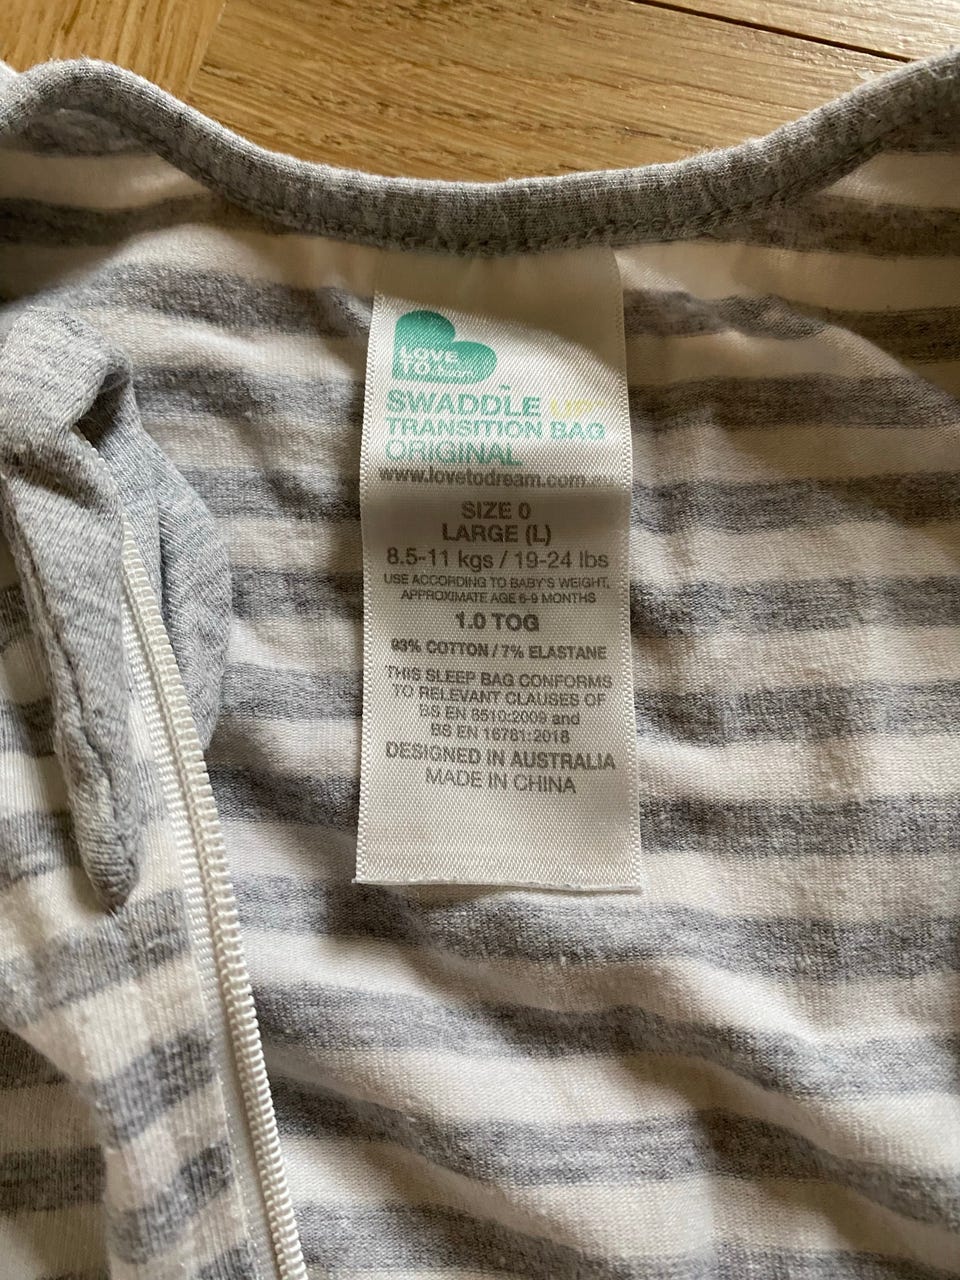 LOVE
TO dream
SWADDLE UP
TRANSITION BAG
ORIGINAL
www.lovetodream.com
SIZE 0
LARGE (L)
8.5-11 kgs / 19-24 lbs
USE ACCORDING TO BABY'S WEIGHT,
APPROXIMATE AGE 6-9 MONTHS
1.0 TOG
93% COTTON / 7% ELASTANE
THIS SLEEP BAG CONFORMS
TO RELEVANT CLAUSES OF
BS EN 8510:2009 and
BS EN 16781:2018
DESIGNED IN AUSTRALIA
MADE IN CHINA